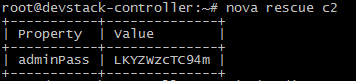 root@devstack-controller:~# nova rescue c2
+-----------+--------------+
| Property  | Value        |
+-----------+--------------+
| adminPass | LKYZWzcTC94m |
+-----------+--------------+